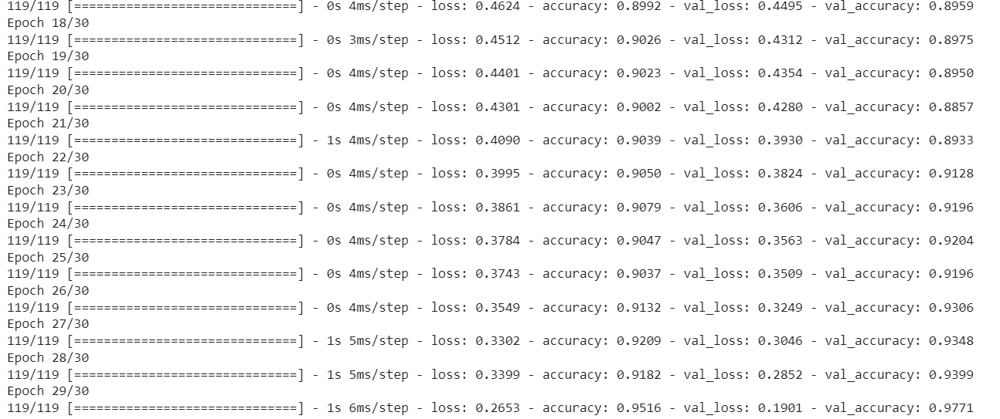 119/119 [==============================] - 0s 4ms/step - loss: 0.4624 - accuracy: 0.8992 - val_loss: 0.4495 - val_accuracy: 0.8959
Epoch 18/30
119/119 [==============================] - 0s 3ms/step - loss: 0.4512 - accuracy: 0.9026 - val_loss: 0.4312 - val_accuracy: 0.8975
Epoch 19/30
119/119 [==============================] - 0s 4ms/step - loss: 0.4401 - accuracy: 0.9023 - val_loss: 0.4354 - val_accuracy: 0.8950
Epoch 20/30
119/119 [==============================] - 0s 4ms/step - loss: 0.4301 - accuracy: 0.9002 - val_loss: 0.4280 - val_accuracy: 0.8857
Epoch 21/30
119/119 [==============================] - 1s 4ms/step - loss: 0.4090 - accuracy: 0.9039 - val_loss: 0.3930 - val_accuracy: 0.8933
Epoch 22/30
119/119 [==============================] - 0s 4ms/step - loss: 0.3995 - accuracy: 0.9050 - val_loss: 0.3824 - val_accuracy: 0.9128
Epoch 23/30
119/119 [==============================] - 0s 4ms/step - loss: 0.3861 - accuracy: 0.9079 - val_loss: 0.3606 - val_accuracy: 0.9196
Epoch 24/30
119/119 [==============================] - 0s 4ms/step - loss: 0.3784 - accuracy: 0.9047 - val_loss: 0.3563 - val_accuracy: 0.9204
Epoch 25/30
119/119 [==============================] - 0s 4ms/step - loss: 0.3743 - accuracy: 0.9037 - val_loss: 0.3509 - val_accuracy: 0.9196
Epoch 26/30
119/119 [==============================] - 0s 4ms/step - loss: 0.3549 - accuracy: 0.9132 - val_loss: 0.3249 - val_accuracy: 0.9306
Epoch 27/30
119/119 [==============================] - 1s 5ms/step - loss: 0.3302 - accuracy: 0.9209 - val_loss: 0.3046 - val_accuracy: 0.9348
Epoch 28/30
119/119 [==============================] - 1s 5ms/step - loss: 0.3399 - accuracy: 0.9182 - val_loss: 0.2852 - val_accuracy: 0.9399
Epoch 29/30
119/119 [==============================] - 1s 6ms/step - loss: 0.2653 - accuracy: 0.9516 - val_loss: 0.1901 - val_accuracy: 0.9771